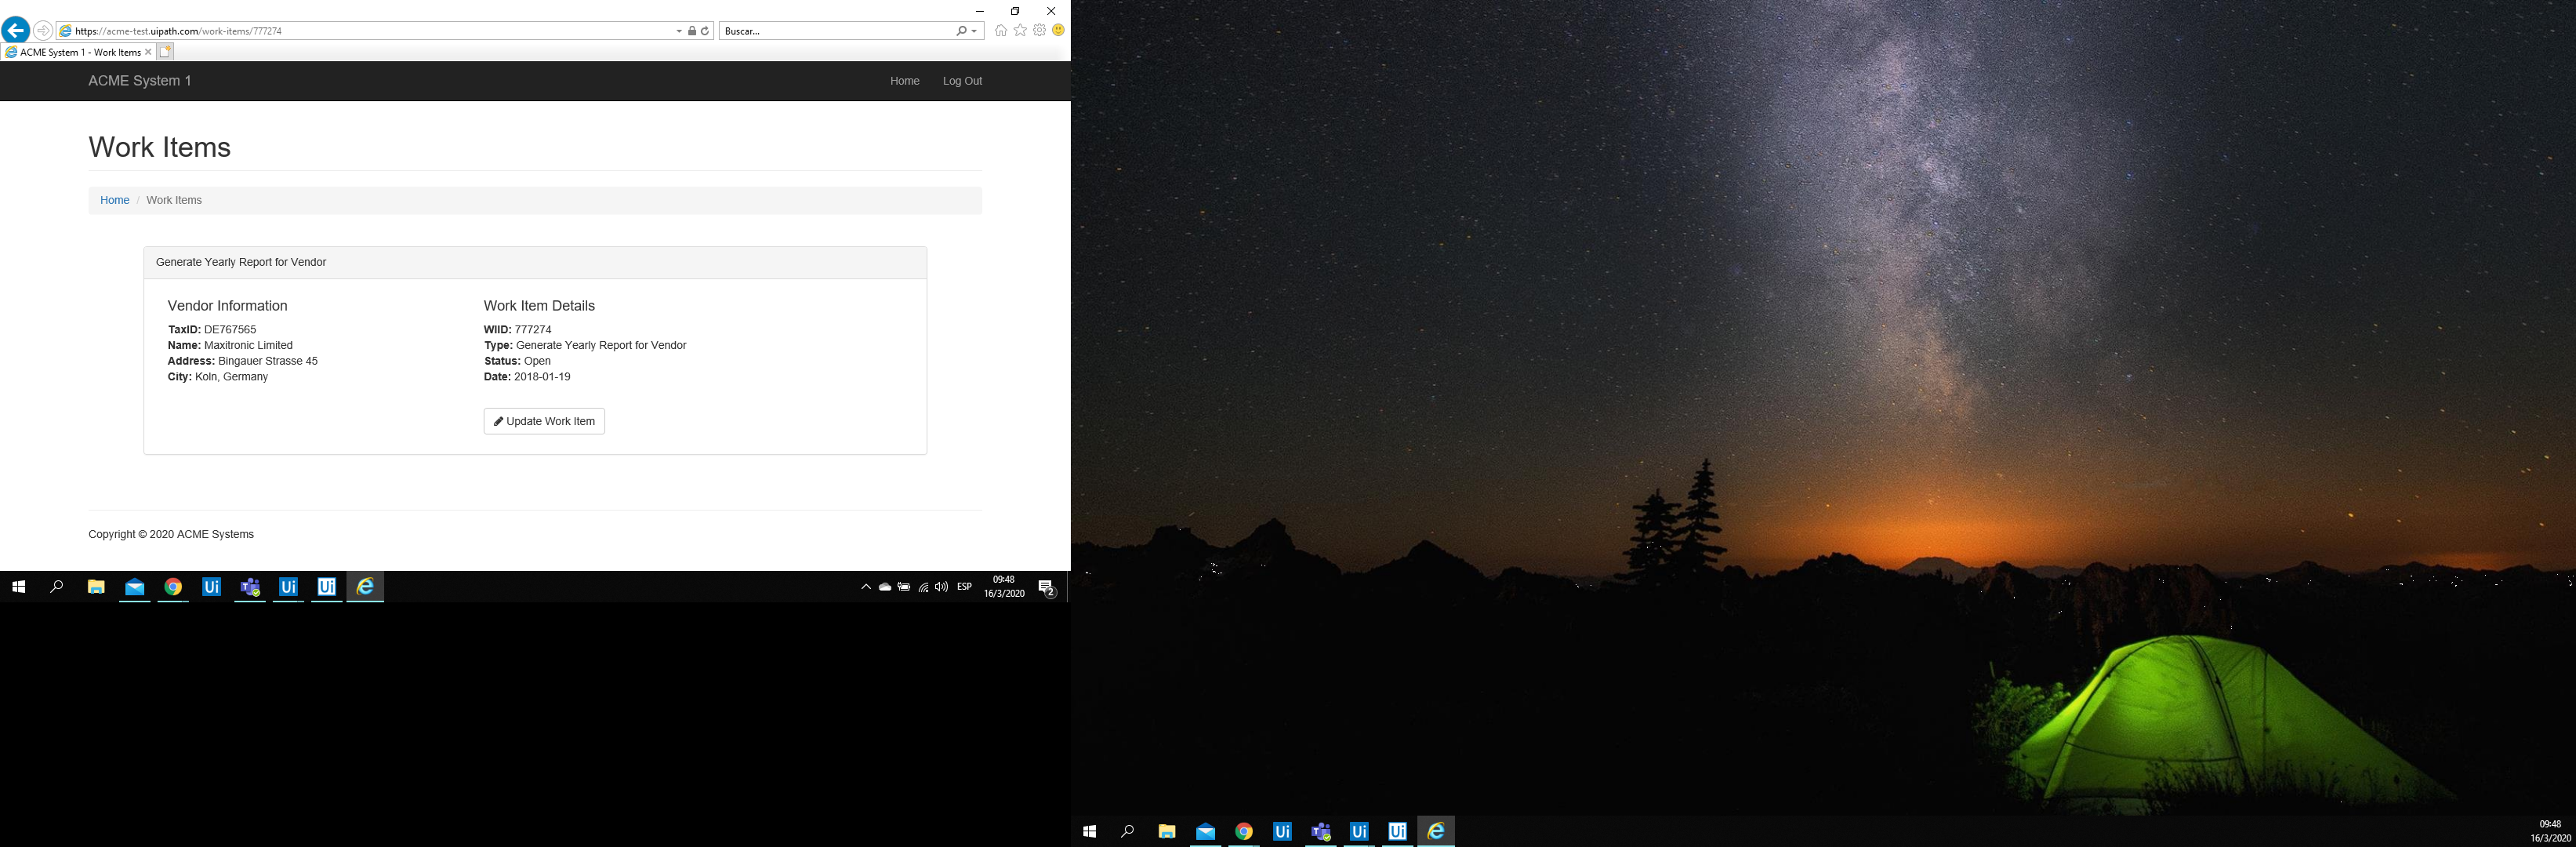 https://acme-test.uipath.com/work-items/777274
Buscar...
ACME System 1 - Work Items
ACME System 1
Home
Log Out
Work Items
Home / Work Items
Generate Yearly Report for Vendor
Vendor Information
TaxID: DE767565
Name: Maxitronic Limited
Address: Bingauer Strasse 45
City: Koln, Germany
Work Item Details
WIID: 777274
Type: Generate Yearly Report for Vendor
Status: Open
Date: 2018-01-19
Update Work Item
Copyright © 2020 ACME Systems
Ui
Ui
Ui
ESP
09:48
16/3/2020
2
Ui
Ui
Ui
09:48
16/3/2020